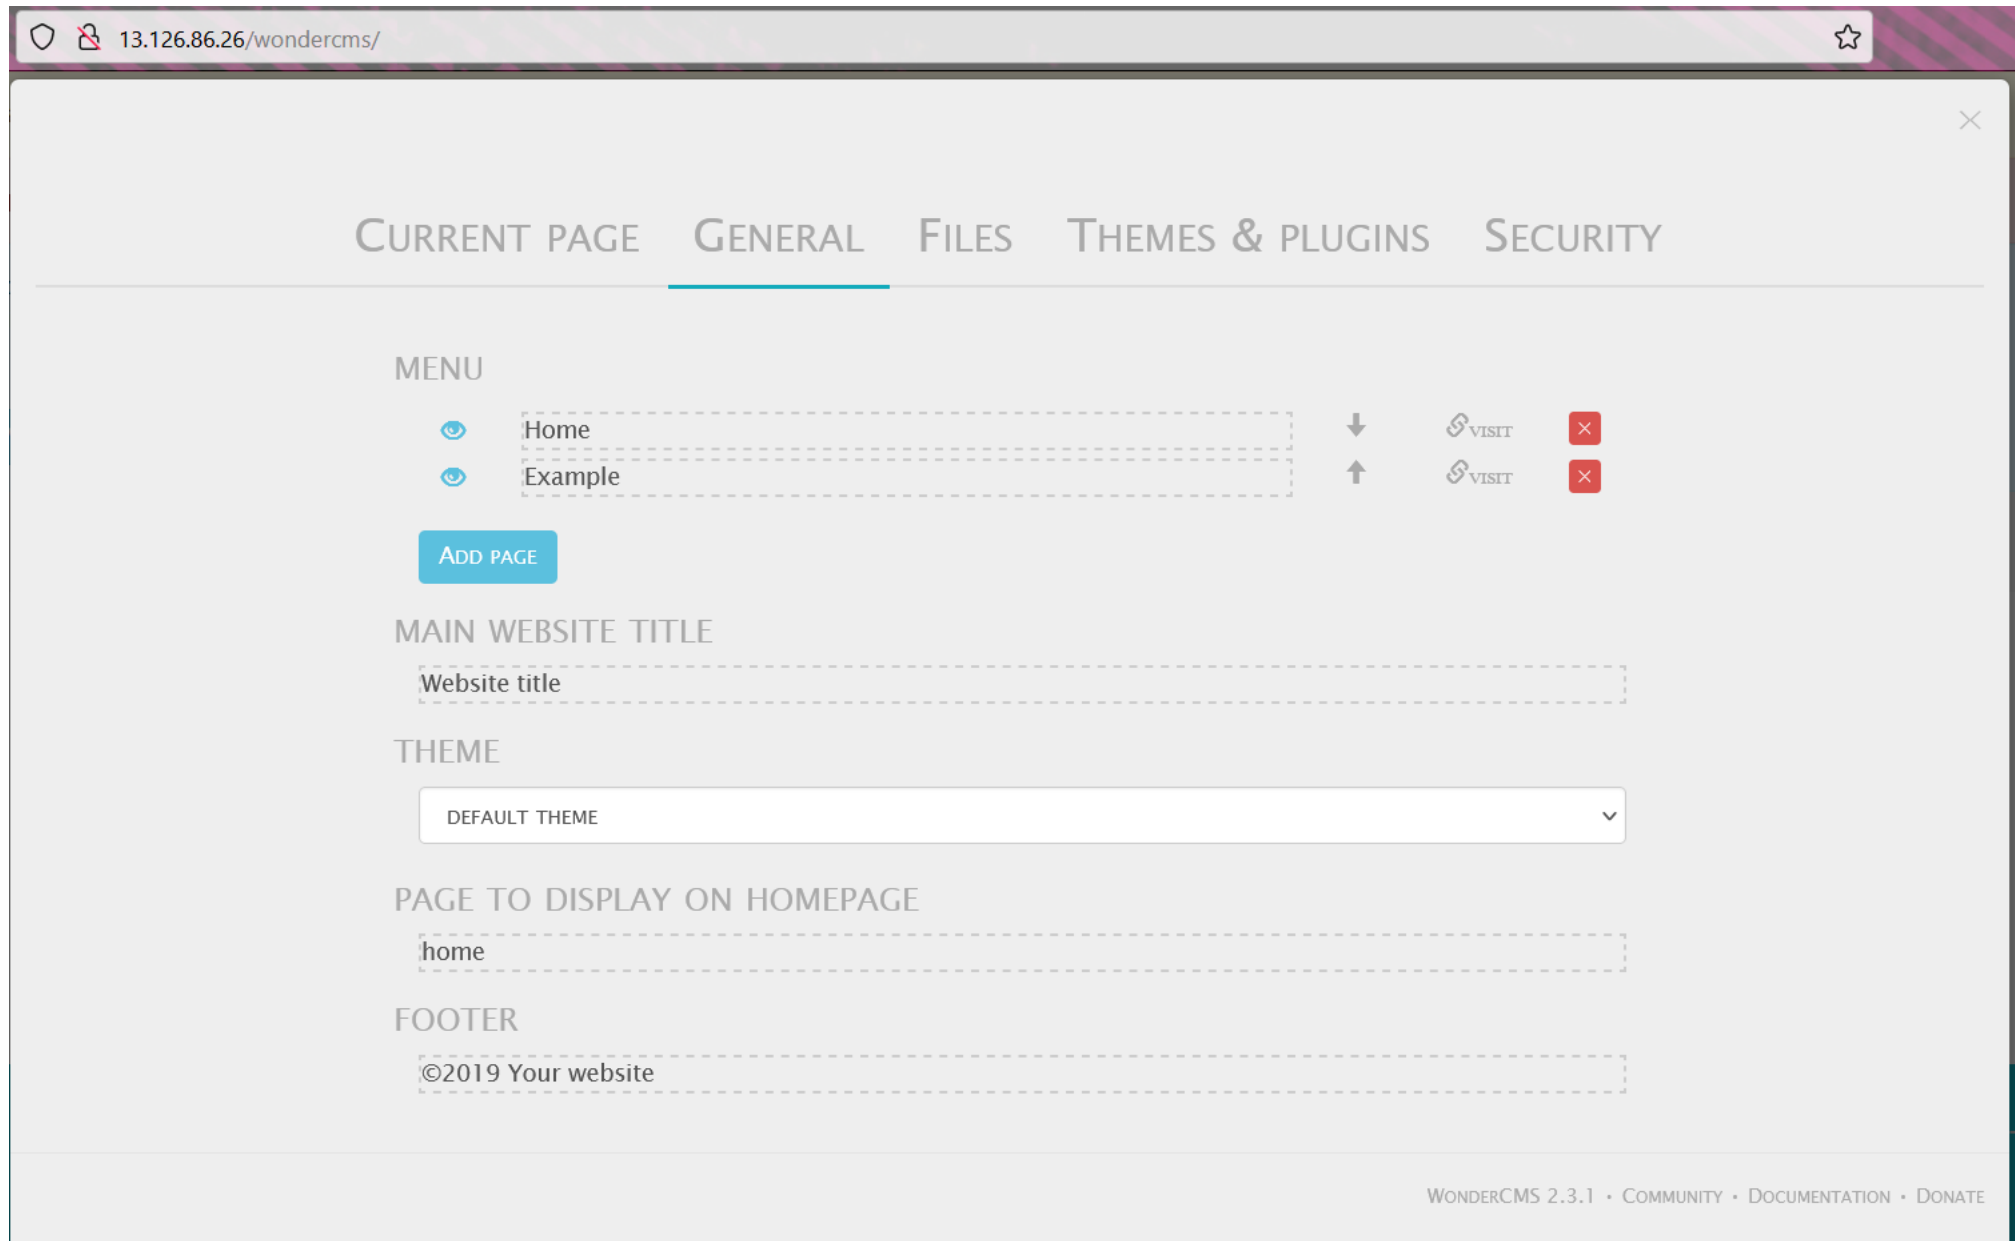 13.126.86.26/wondercms/
CURRENT PAGE GENERAL FILES THEMES & PLUGINS SECURITY
MENU
Home VISIT
Example VISIT
ADD PAGE
MAIN WEBSITE TITLE
Website title
THEME
DEFAULT THEME
PAGE TO DISPLAY ON HOMEPAGE
home
FOOTER
©2019 Your website
WONDERCMS 2.3.1 • COMMUNITY • DOCUMENTATION • DONATE